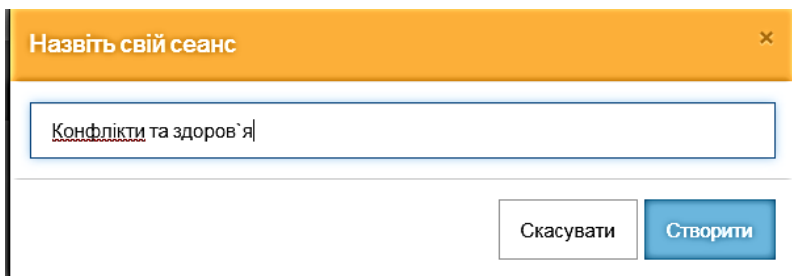 Назвіть свій сеанс
×
Конфлікти та здоров`я
Скасувати Створити